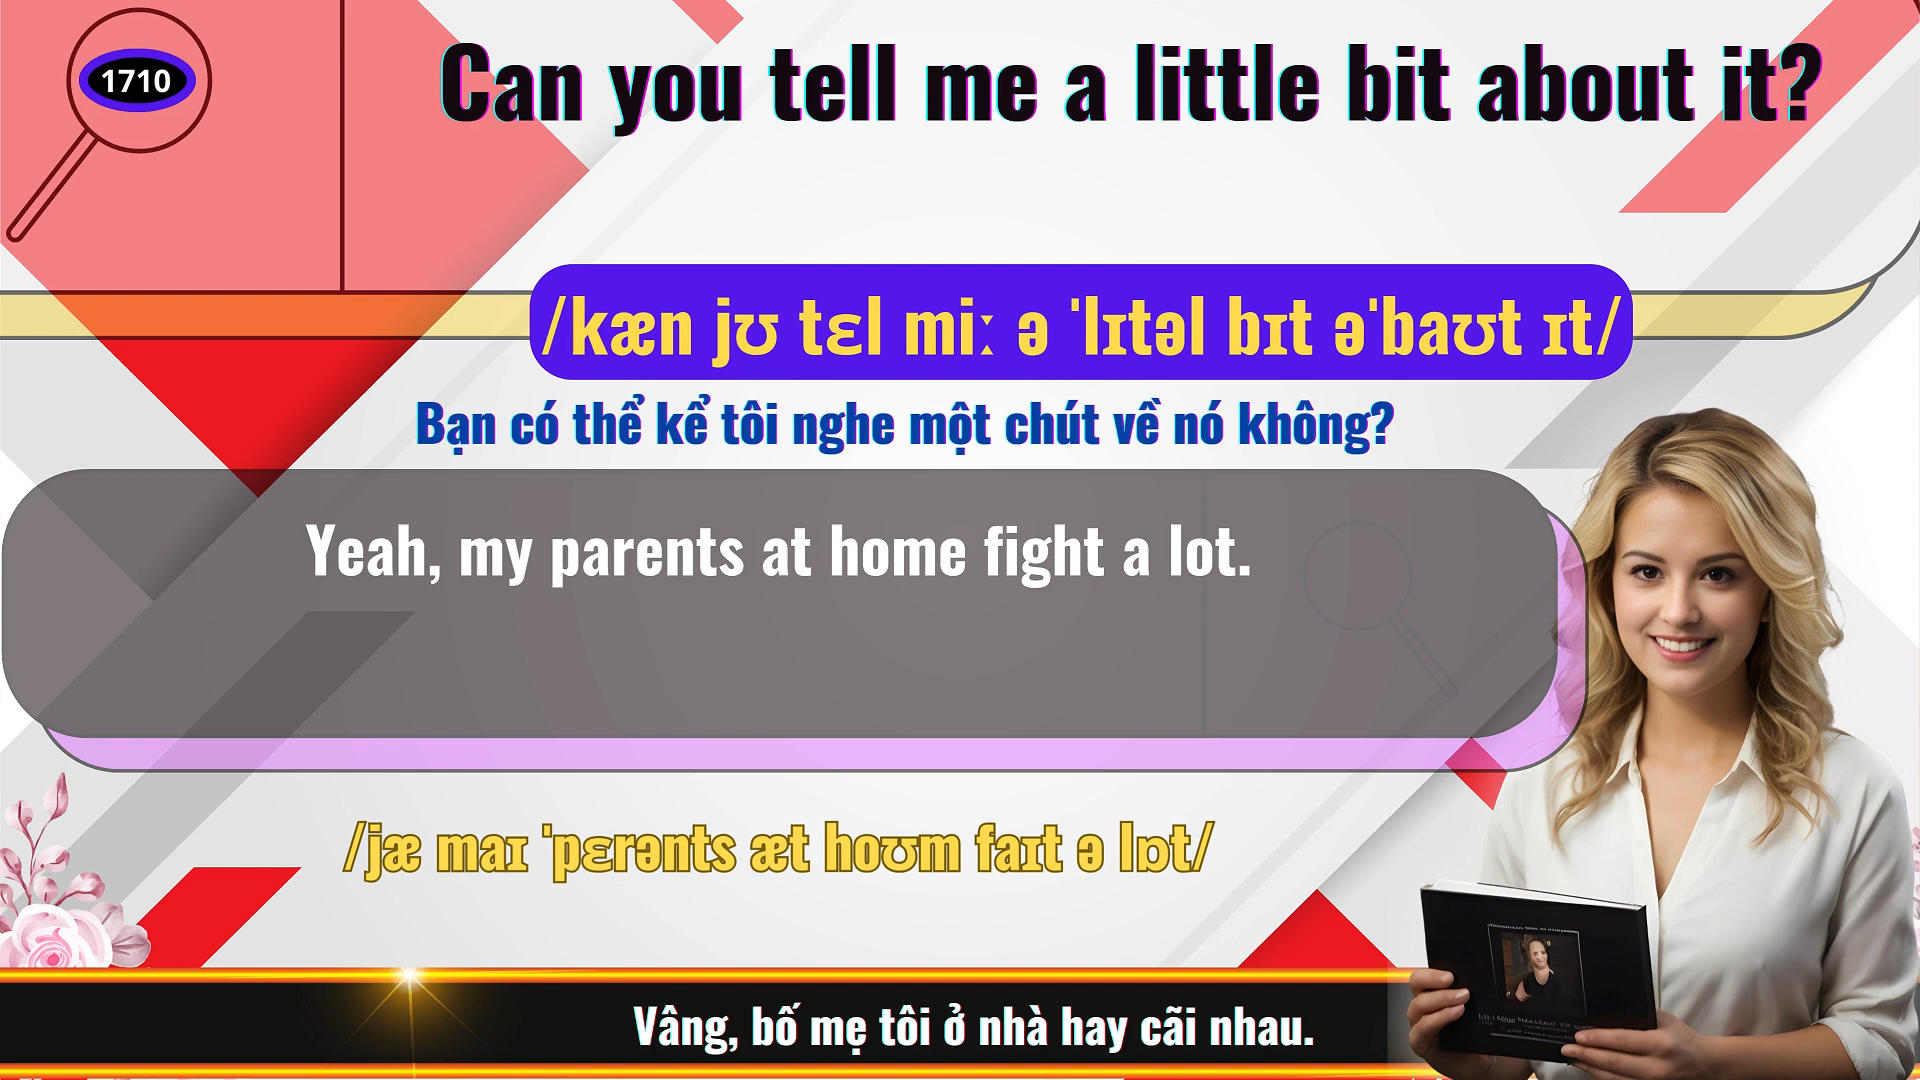 1710
Can you tell me a little bit about it?
/kæn jʊ tɛl miː ə ˈlɪtəl bɪt əˈbaʊt ɪt/
Bạn có thể kể tôi nghe một chút về nó không?
Yeah, my parents at home fight a lot.
/jæ maɪ ˈpɛrənts æt hoʊm faɪt ə lɒt/
Vâng, bố mẹ tôi ở nhà hay cãi nhau.